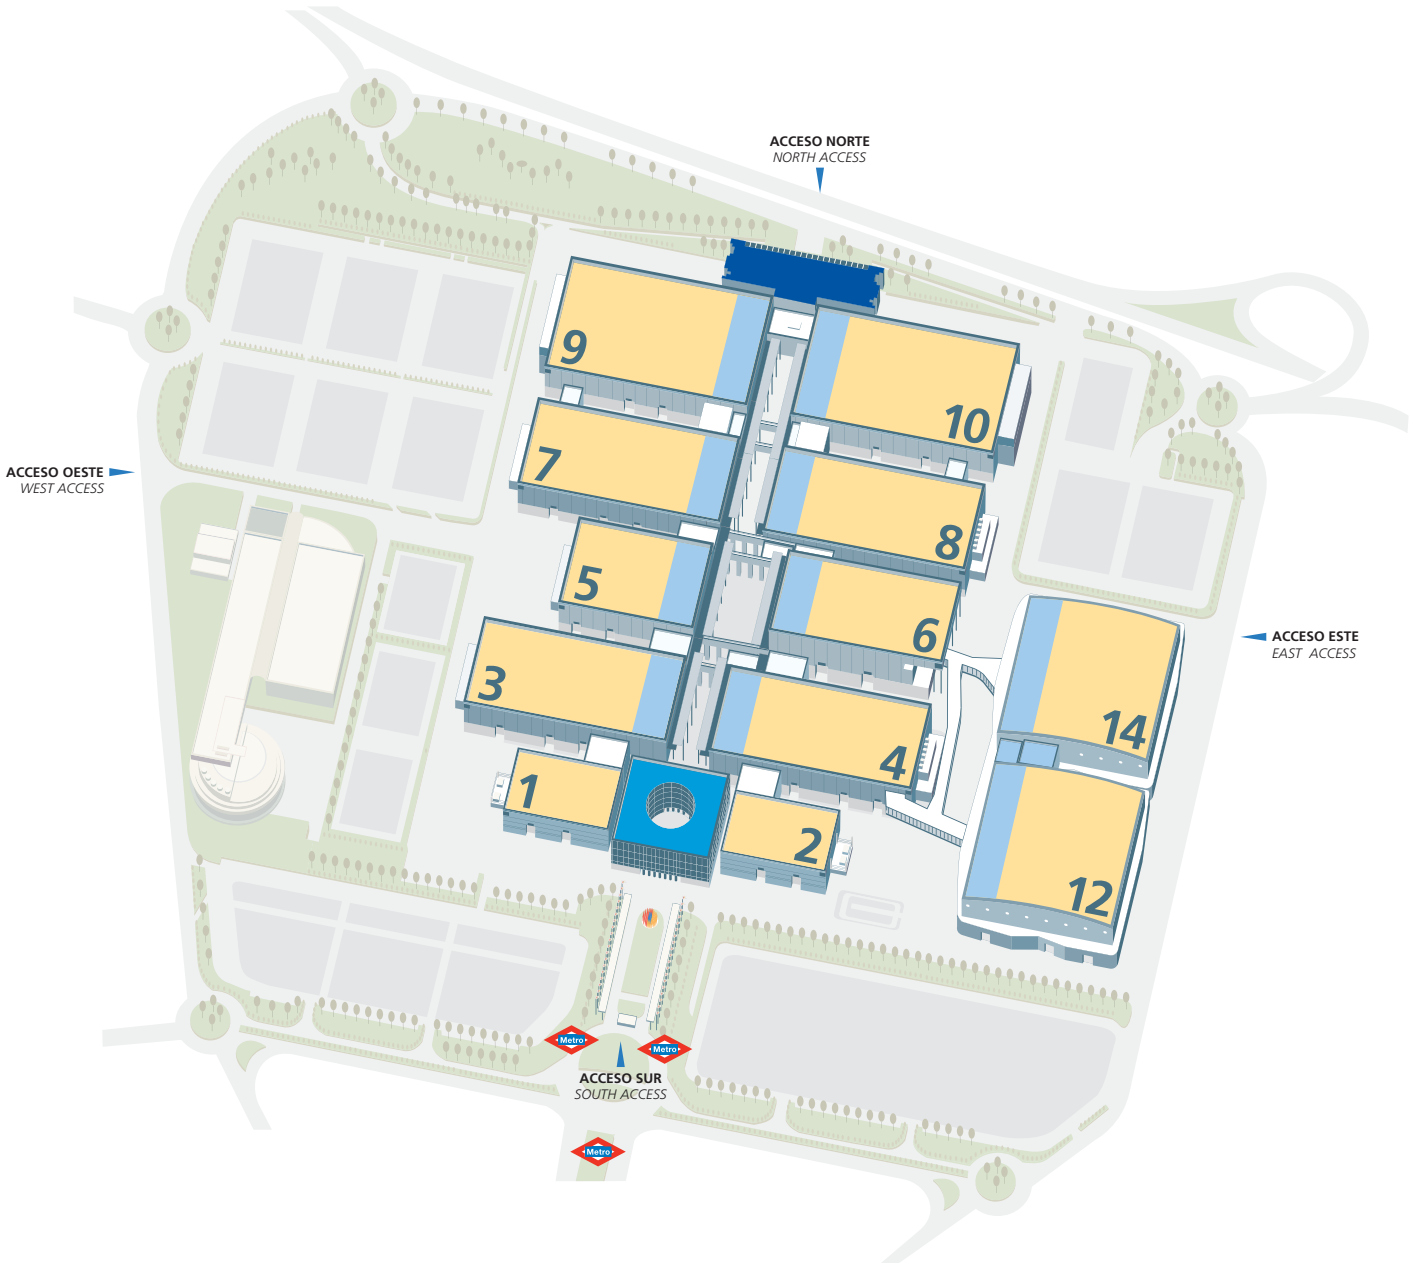 ACCESO NORTE
NORTH ACCESS
9
10
7
ACCESO OESTE
WEST ACCESS
8
5
6
ACCESO ESTE
EAST ACCESS
3
14
4
1
2
12
Metro
Metro
ACCESO SUR
SOUTH ACCESS
Metro